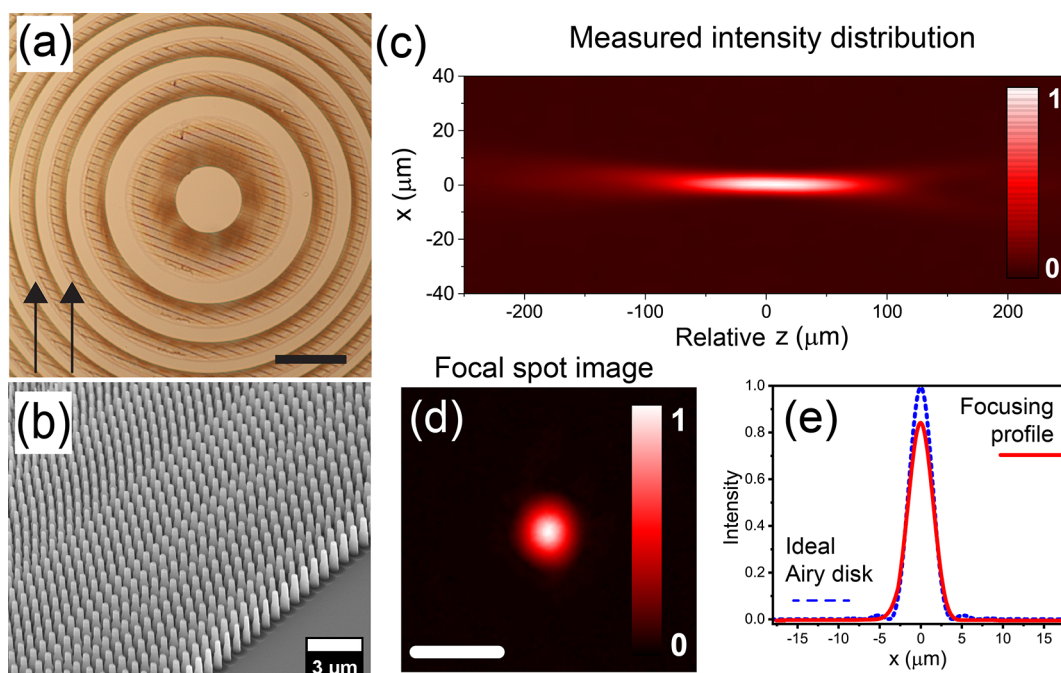 (a)
(b)
3 μm
(c)
Measured intensity distribution
40
20
0
-20
-40
x (μm)
-200
-100
0
100
200
Relative z (μm)
1
0
Focal spot image
(d)
1
0
(e)
1.0
0.8
0.6
0.4
0.2
0.0
Intensity
Focusing
profile
Ideal
Airy disk
-15
-10
-5
0
5
10
15
x (μm)